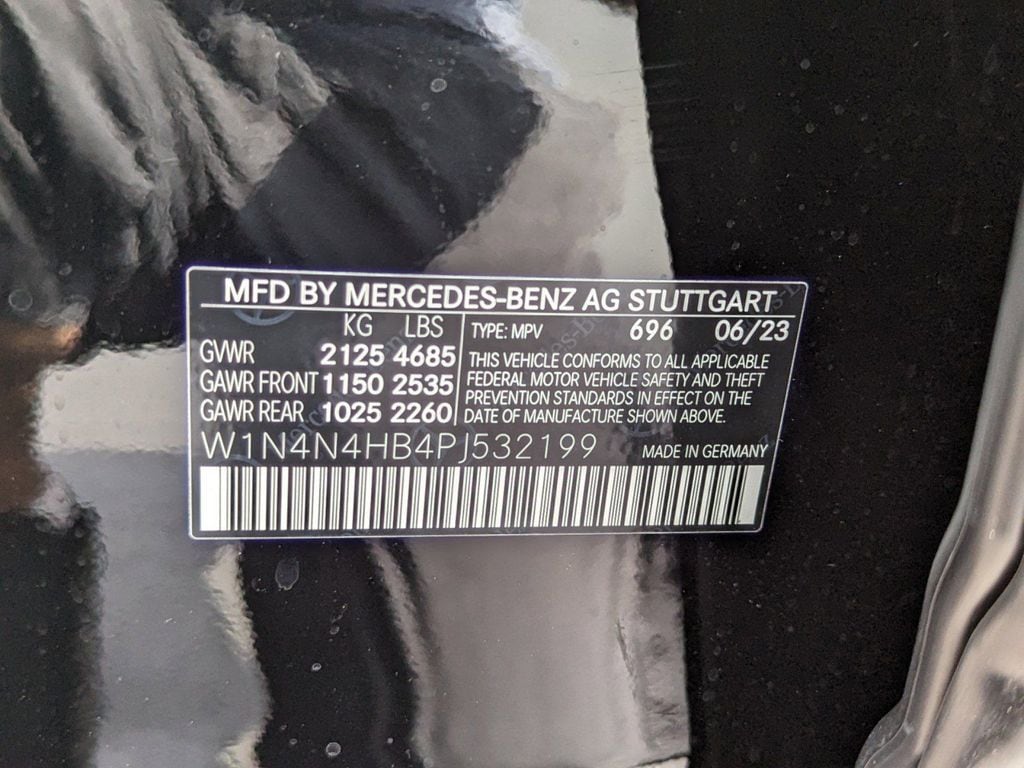 MFD BY MERCEDES-BENZ AG STUTTGART
KG LBS
GVWR 2125 4685
GAWR FRONT 1150 2535
GAWR REAR 1025 2260
TYPE: MPV 696 06/23
THIS VEHICLE CONFORMS TO ALL APPLICABLE
FEDERAL MOTOR VEHICLE SAFETY AND THEFT
PREVENTION STANDARDS IN EFFECT ON THE
DATE OF MANUFACTURE SHOWN ABOVE.
W1N4N4HB4PJ532199 MADE IN GERMANY